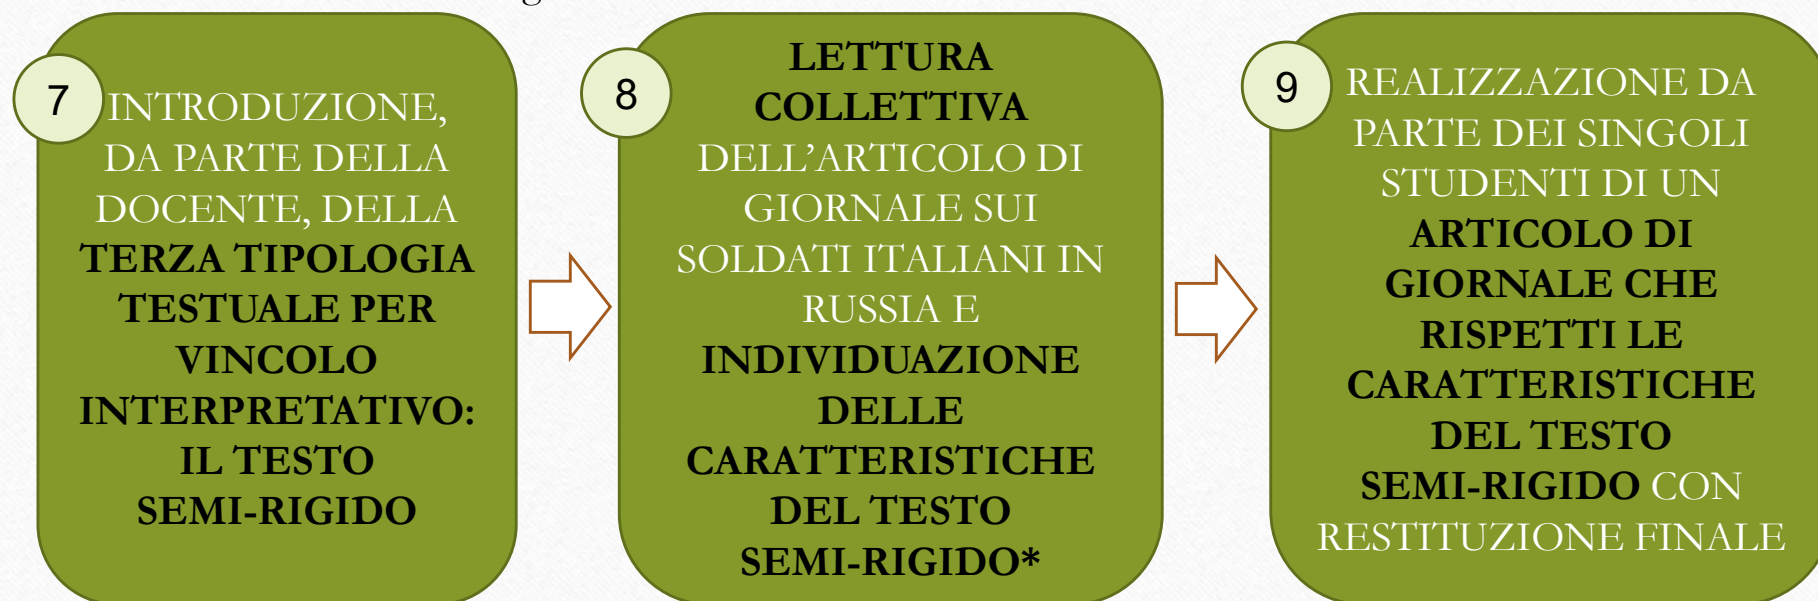 7
INTRODUZIONE,
DA PARTE DELLA
DOCENTE, DELLA
TERZA TIPOLOGIA
TESTUALE PER
VINCOLO
INTERPRETATIVO:
IL TESTO
SEMI-RIGIDO
8
LETTURA
COLLETTIVA
DELL’ARTICOLO DI
GIORNALE SUI
SOLDATI ITALIANI IN
RUSSIA E
INDIVIDUAZIONE
DELLE
CARATTERISTICHE
DEL TESTO
SEMI-RIGIDO*
9
REALIZZAZIONE DA
PARTE DEI SINGOLI
STUDENTI DI UN
ARTICOLO DI
GIORNALE CHE
RISPETTI LE
CARATTERISTICHE
DEL TESTO
SEMI-RIGIDO CON
RESTITUZIONE FINALE